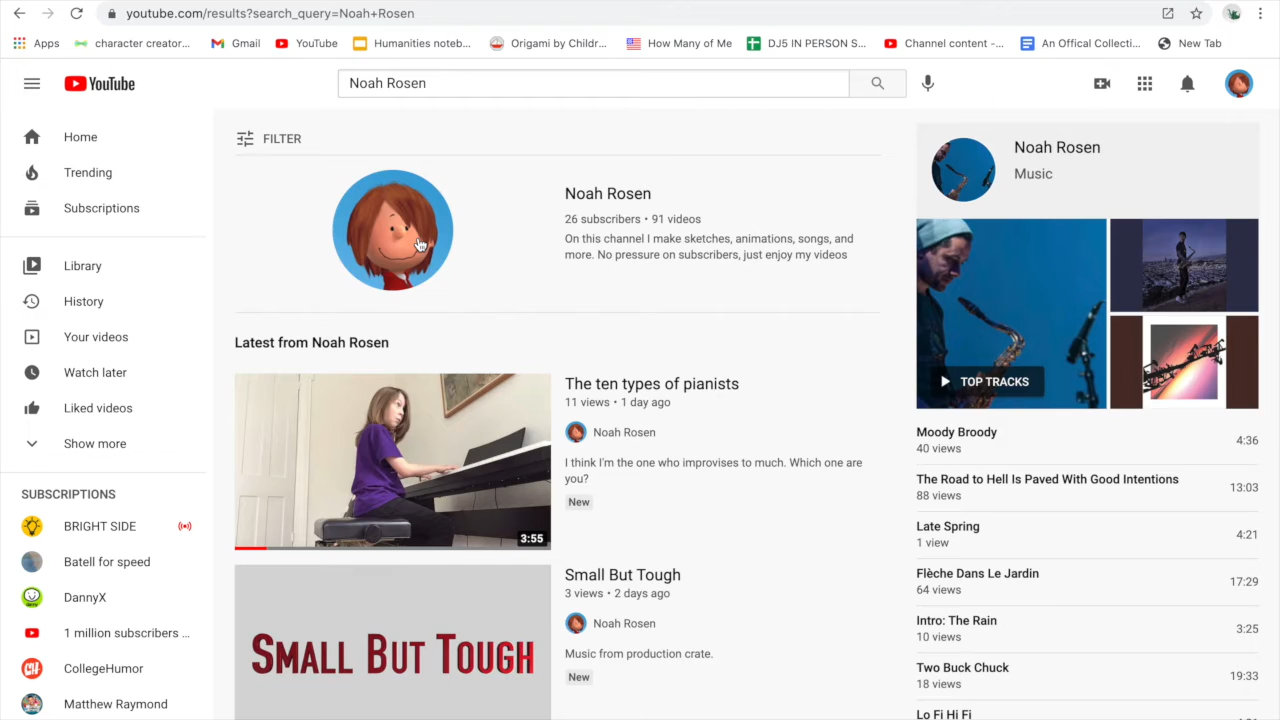 youtube.com/results?search_query=Noah+Rosen
Apps
character creator...
Gmail
YouTube
Humanities noteb...
Origami by Childr...
How Many of Me
DJ5 IN PERSON S...
Channel content -...
An Offical Collecti...
New Tab
YouTube
Noah Rosen
Home
Trending
Subscriptions
Library
History
Your videos
Watch later
Liked videos
Show more
SUBSCRIPTIONS
BRIGHT SIDE
Batell for speed
DannyX
1 million subscribers ...
CollegeHumor
Matthew Raymond
FILTER
Noah Rosen
26 subscribers • 91 videos
On this channel I make sketches, animations, songs, and
more. No pressure on subscribers, just enjoy my videos
Latest from Noah Rosen
3:55
The ten types of pianists
11 views • 1 day ago
Noah Rosen
I think I'm the one who improvises to much. Which one are
you?
New
SMALL BUT TOUGH
Small But Tough
3 views • 2 days ago
Noah Rosen
Music from production crate.
New
Noah Rosen
Music
TOP TRACKS
Moody Broody
40 views
4:36
The Road to Hell Is Paved With Good Intentions
88 views
13:03
Late Spring
1 view
4:21
Flèche Dans Le Jardin
64 views
17:29
Intro: The Rain
10 views
3:25
Two Buck Chuck
18 views
19:33
Lo Fi Hi Fi